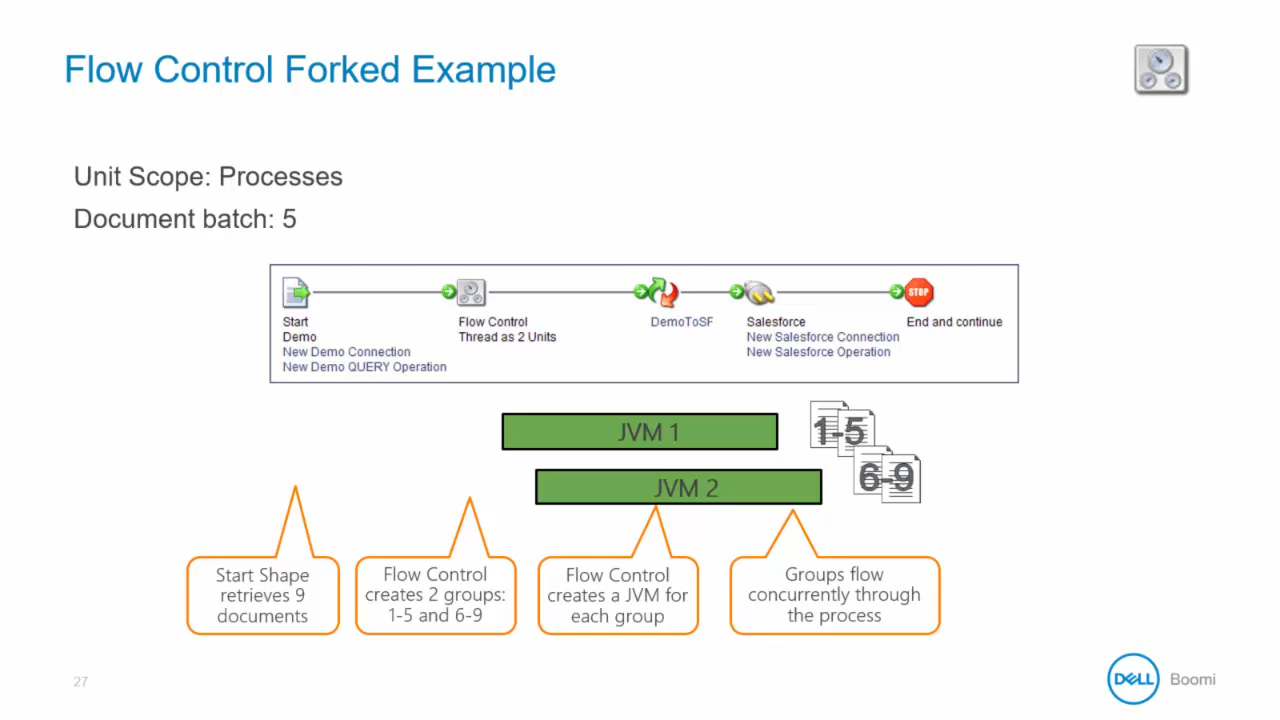 Flow Control Forked Example
Unit Scope: Processes
Document batch: 5
Start
Demo
New Demo Connection
New Demo QUERY Operation
Flow Control
Thread as 2 Units
DemoToSF
Salesforce
New Salesforce Connection
New Salesforce Operation
STOP
End and continue
JVM 1
1-5
JVM 2
6-9
Start Shape
retrieves 9
documents
Flow Control
creates 2 groups:
1-5 and 6-9
Flow Control
creates a JVM for
each group
Groups flow
concurrently through
the process
27
DELL
Boomi